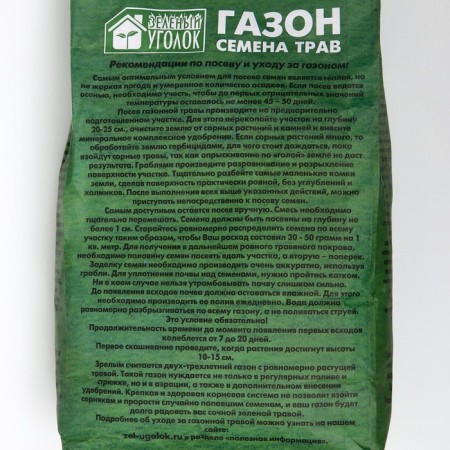 ЗЕЛЕНЫЙ
УГОЛОК
ГАЗОН
СЕМЕНА ТРАВ
Рекомендации по посеву и уходу за газоном!
Самым оптимальным условием для посева семян является теплая, но
не жаркая погода и умеренное количество осадков. Если посев ведется
осенью, необходимо учесть, чтобы до первых отрицательных значений
температуры оставалось не менее 45 – 50 дней.
Посев газонной травы производите на предварительно
подготовленном участке. Для этого перекопайте участок на глубину
20-25 см., очистите землю от сорных растений и камней и внесите
минеральное комплексное удобрение. Если сорных растений много, то
обработайте землю гербицидами, для чего стоит дождаться, пока
взойдут сорные травы, так как опрыскивание по «голой» земле не даст
результата. Граблями произведите разравнивание и разрыхление
поверхности участка. Тщательно разбейте самые маленькие комки
земли, сделав поверхность практически ровной, без углублений и
холмиков. После выполнения всех выше указанных действий, можно
приступать непосредственно к посеву семян.
Самым доступным остается посев вручную. Смесь необходимо
тщательно перемешать. Семена должны быть посеяны на глубину не
более 1 см. Старайтесь равномерно распределить семена по всему
участку таким образом, чтобы Ваш расход составил 30 - 50 грамм на 1
кв. метр. Для получения в дальнейшем ровного травяного покрова,
необходимо половину семян посеять вдоль участка, а вторую – поперек.
Заделку семян необходимо производить очень аккуратно, используя
грабли. Для уплотнения почвы над семенами, нужно пройтись катком.
Ни в коем случае нельзя утромбовывать почву слишком сильно.
До появления всходов почва должна оставаться влажной. Для этого
необходимо производить ее полив ежедневно. Вода должна
равномерно разбрызгиваться по всему газону, а не поливаться струей.
Это условие обязательно!
Продолжительность времени до момента появления первых всходов
колеблется от 7 до 20 дней.
Первое скашивание проведите, когда растения достигнут высоты
10-15 см.
Зрелым считается двух-трехлетний газон с равномерно растущей
травой. Такой газон нуждается не только в регулярных поливе и
стрижке, но и в аэрации, а также в дополнительном внесении
удобрений. Крепкая и здоровая корневая система не позволит взойти
сорнякам и прорости случайно попавшим семенам, и ваш газон будет
долго радовать вас сочной зеленой травой.
Подробнее об уходе за газонной травой можно узнать на нашем
сайте:
zel-ugolok.ru в разделе «полезная информация».